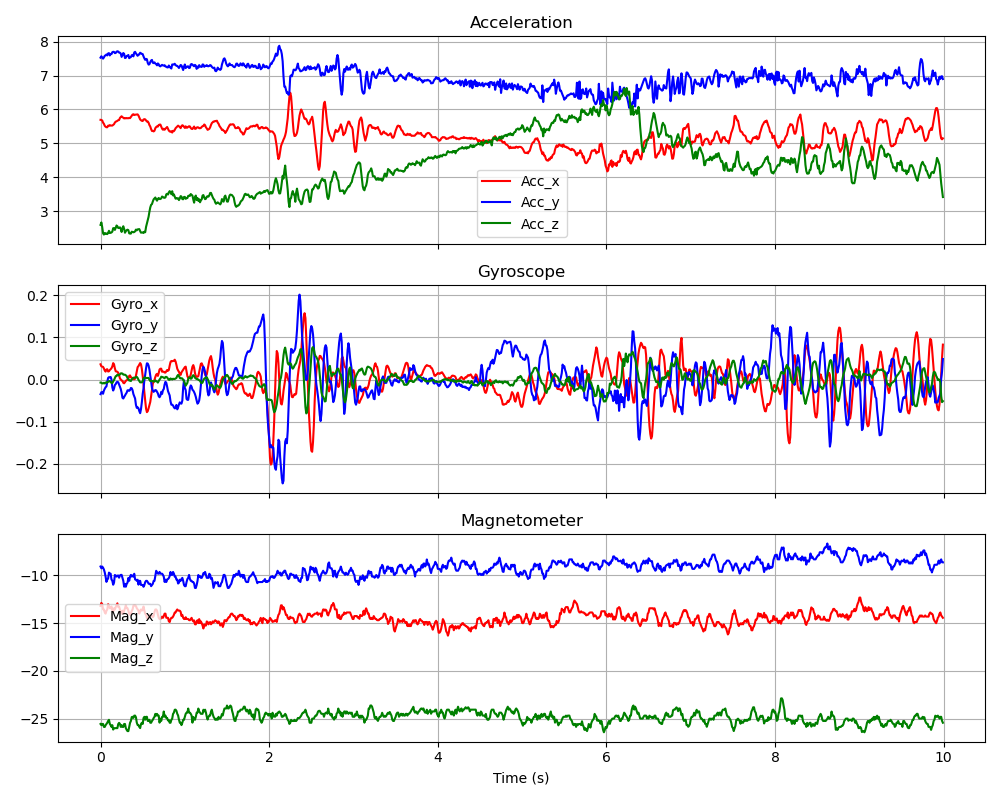 Acceleration
8
7
6
5
4
3
Acc_x
Acc_y
Acc_z
Gyroscope
0.2
0.1
0.0
−0.1
−0.2
Gyro_x
Gyro_y
Gyro_z
Magnetometer
−10
−15
−20
−25
Mag_x
Mag_y
Mag_z
0 2 4 6 8 10
Time (s)